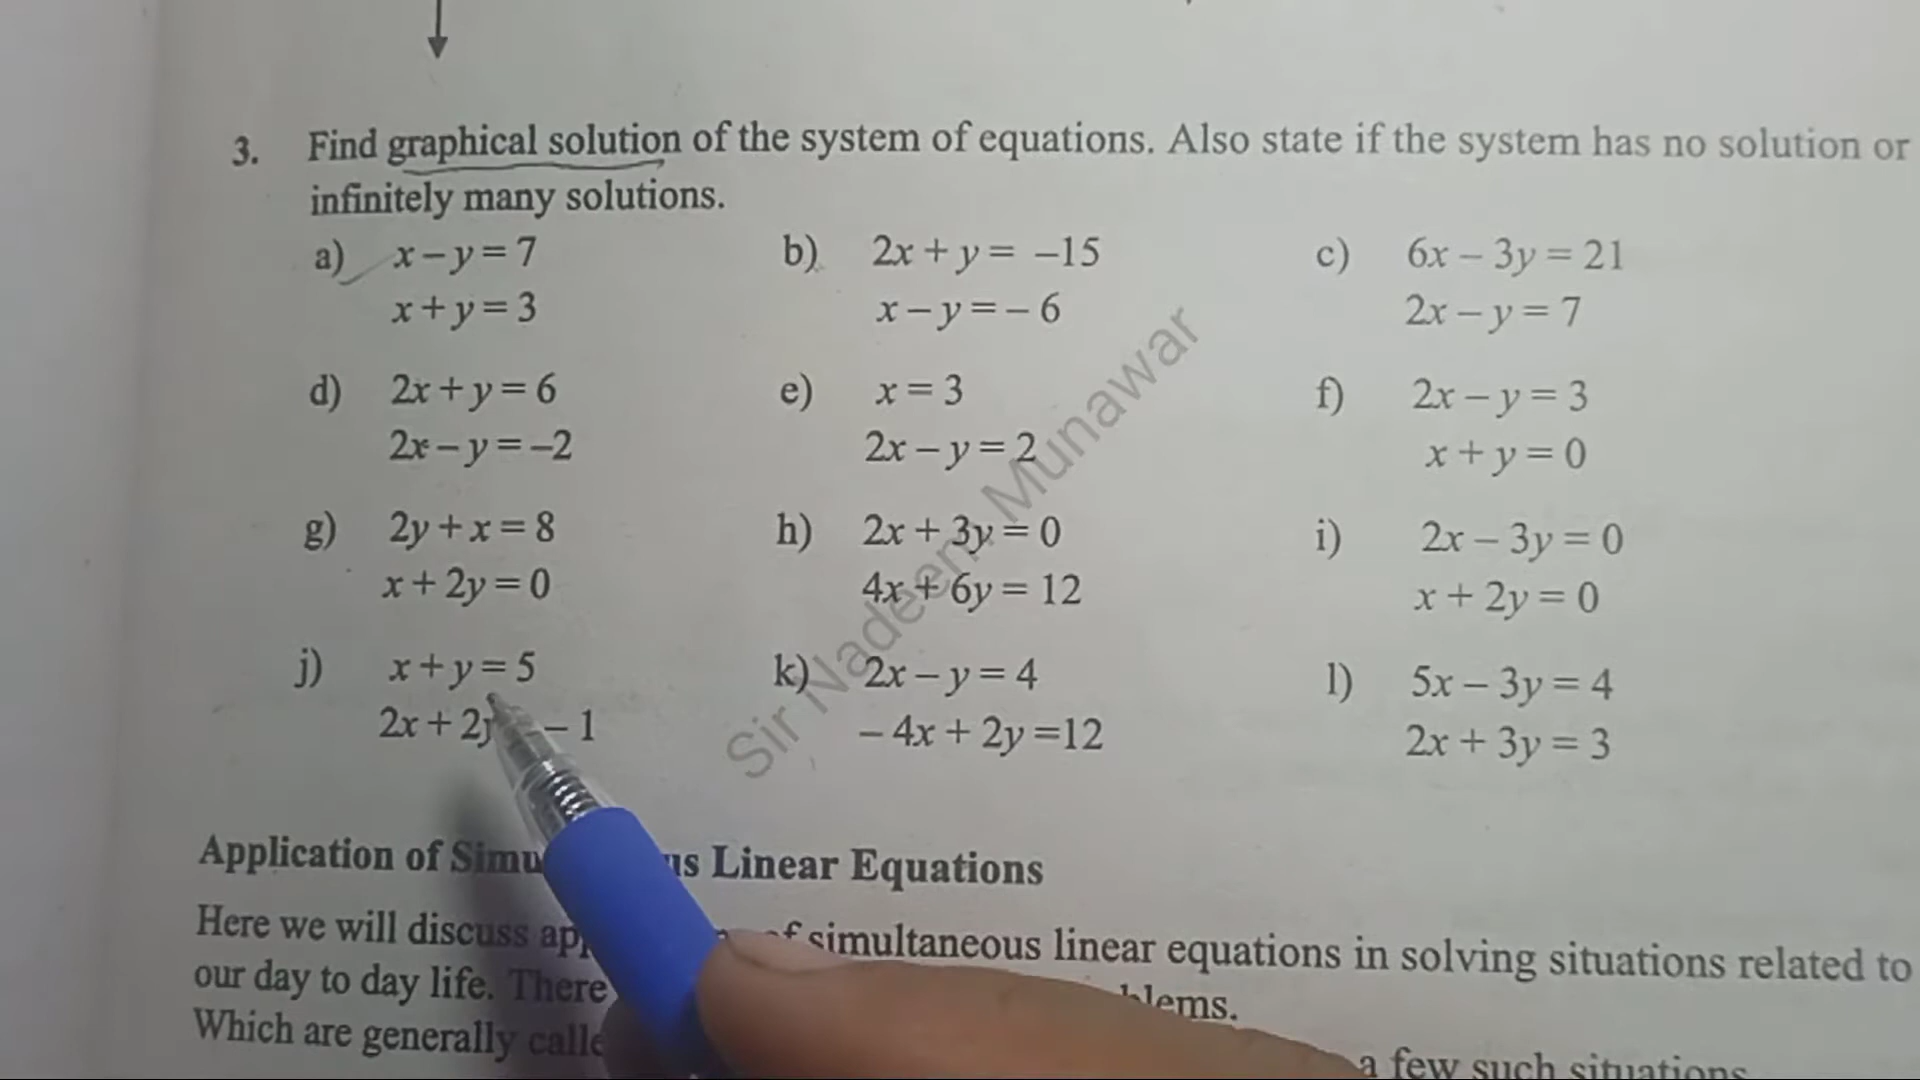 3. Find graphical solution of the system of equations. Also state if the system has no solution or
infinitely many solutions.
a) x – y = 7 b) 2x + y = –15 c) 6x – 3y = 21
x + y = 3 x – y = – 6 2x – y = 7
d) 2x + y = 6 e) x = 3 f) 2x – y = 3
2x – y = –2 2x – y = 2 x + y = 0
g) 2y + x = 8 h) 2x + 3y = 0 i) 2x – 3y = 0
x + 2y = 0 4x + 6y = 12 x + 2y = 0
j) x + y = 5 k) 2x – y = 4 l) 5x – 3y = 4
2x + 2y – 1 – 4x + 2y =12 2x + 3y = 3
Sir Nadeem Munawar
Application of Linear Equations
Here we will discuss of simultaneous linear equations in solving situations related to
our day to day life. There
Which are generally a few such situations